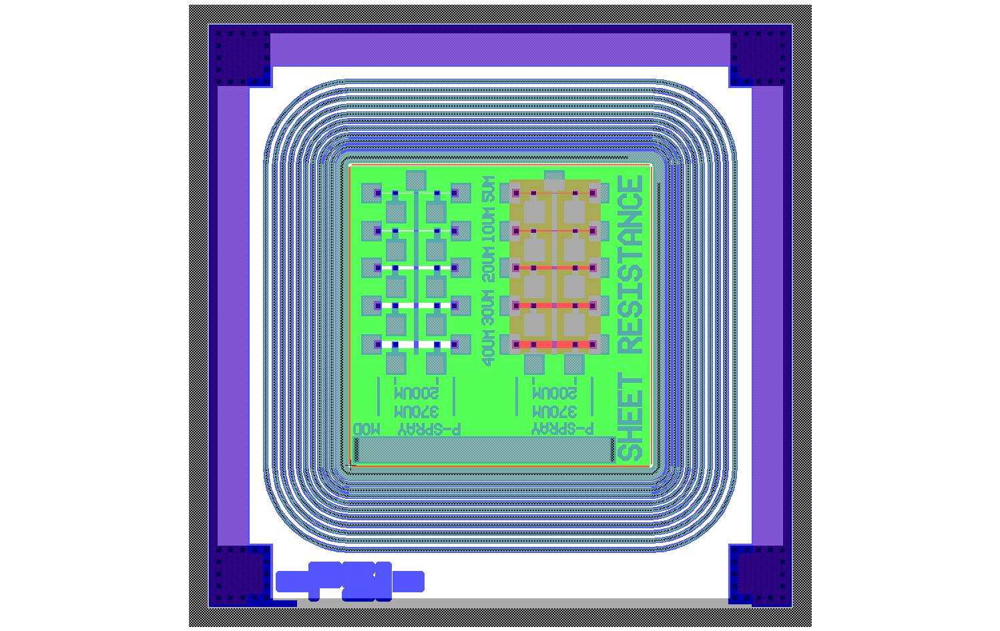 SHEET RESISTANCE
40UM 30UM 20UM 10UM 5UM
P-SPRAY
370UM
200UM
P-SPRAY MOD
370UM
200UM